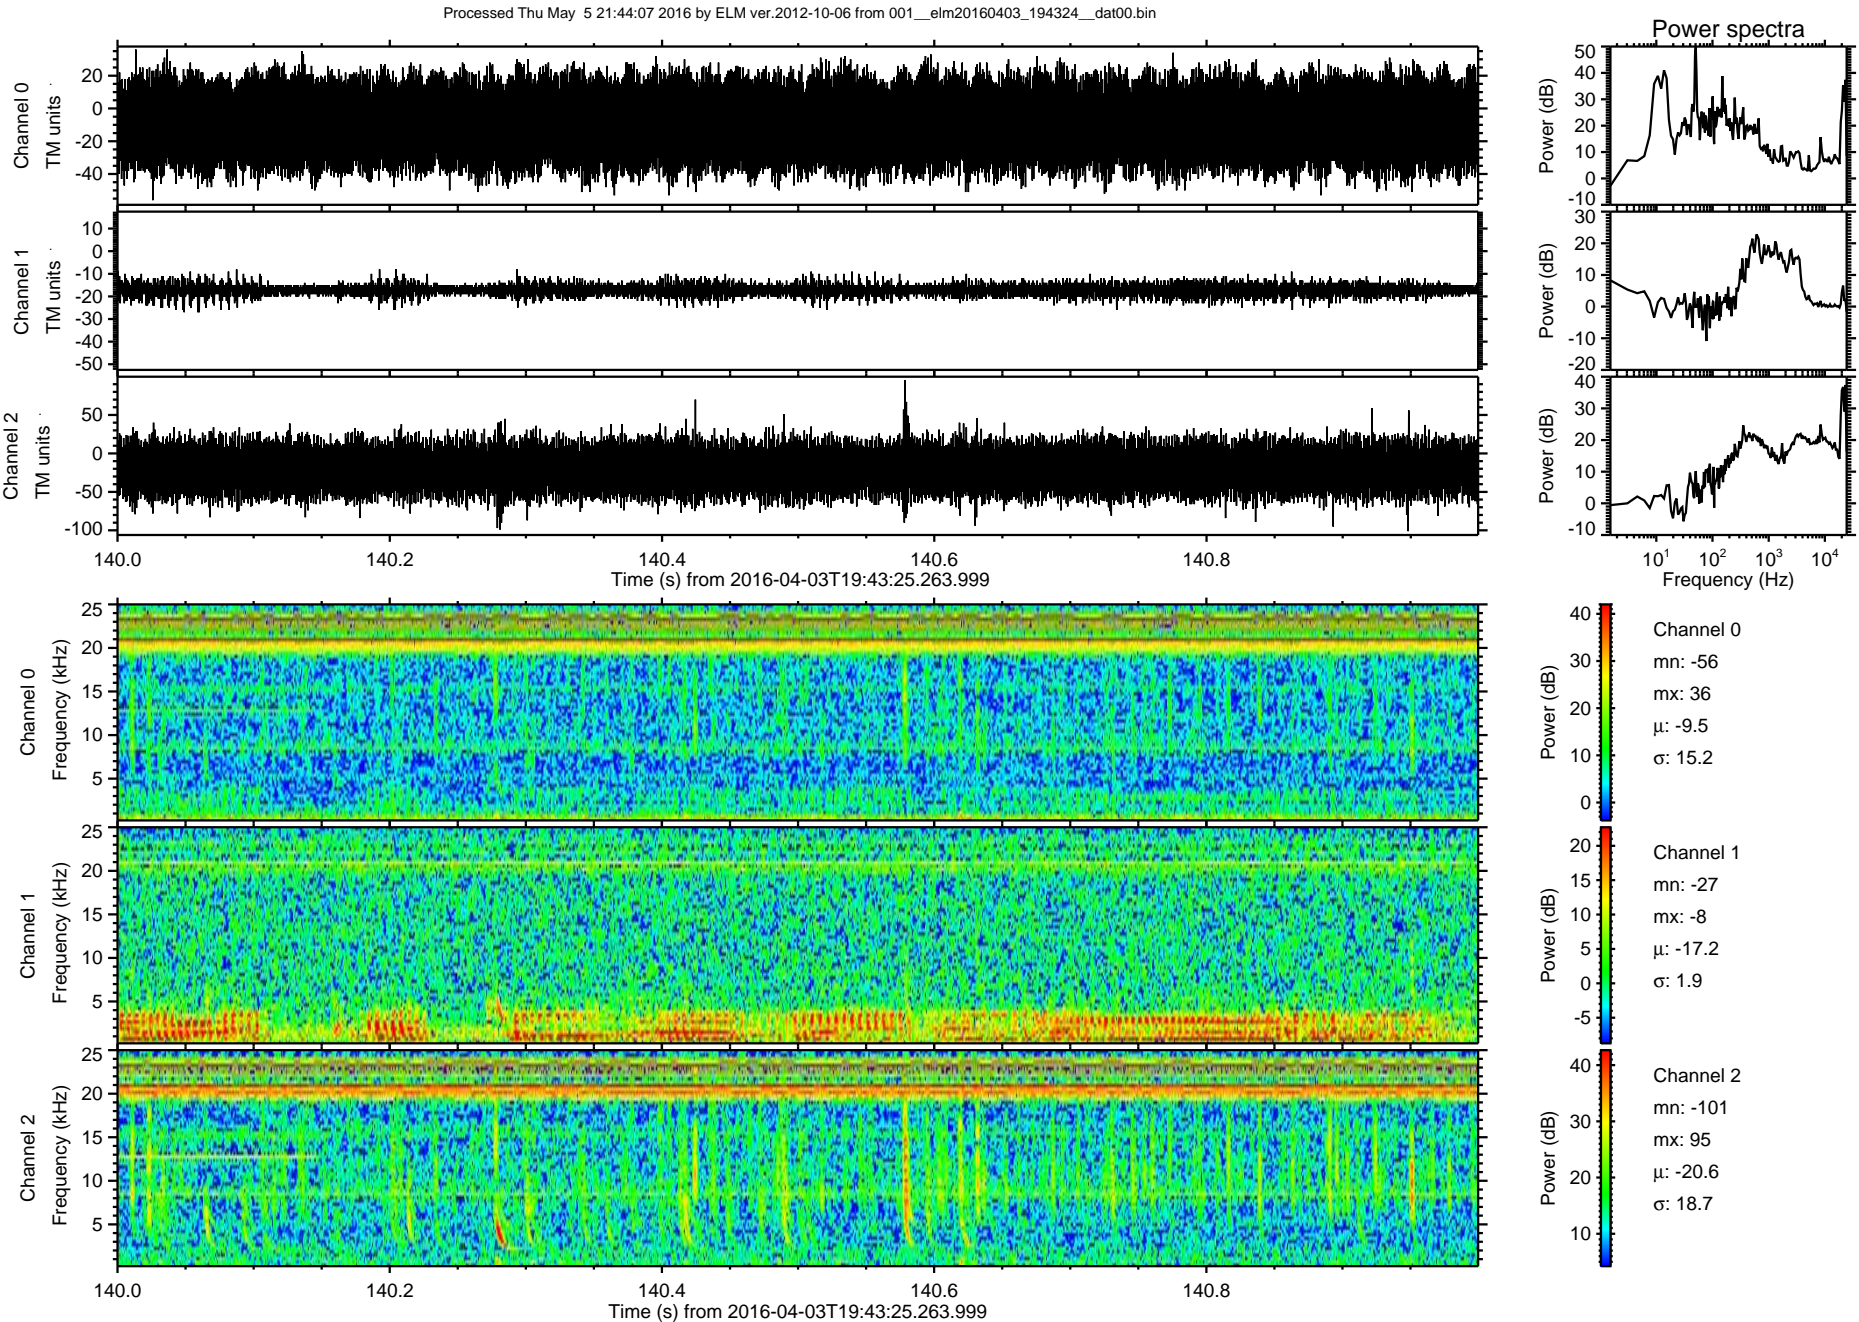 Processed Thu May  5 21:44:07 2016 by ELM ver.2012-10-06 from 001__elm20160403_194324__dat00.bin
Power spectra
Channel 0
TM units
20
0
-20
-40
Power (dB)
50
40
30
20
10
0
-10
Channel 1
TM units
10
0
-10
-20
-30
-40
-50
Power (dB)
30
20
10
0
-10
-20
Channel 2
TM units
50
0
-50
-100
Power (dB)
40
30
20
10
0
-10
140.0 140.2 140.4 140.6 140.8
Time (s) from 2016-04-03T19:43:25.263.999
10¹ 10² 10³ 10⁴
Frequency (Hz)
Channel 0
Frequency (kHz)
25
20
15
10
5
Power (dB)
40
30
20
10
0
Channel 0
mn: -56
mx: 36
μ: -9.5
σ: 15.2
Channel 1
Frequency (kHz)
25
20
15
10
5
Power (dB)
20
15
10
5
0
-5
Channel 1
mn: -27
mx: -8
μ: -17.2
σ: 1.9
Channel 2
Frequency (kHz)
25
20
15
10
5
Power (dB)
40
30
20
10
Channel 2
mn: -101
mx: 95
μ: -20.6
σ: 18.7
140.0 140.2 140.4 140.6 140.8
Time (s) from 2016-04-03T19:43:25.263.999